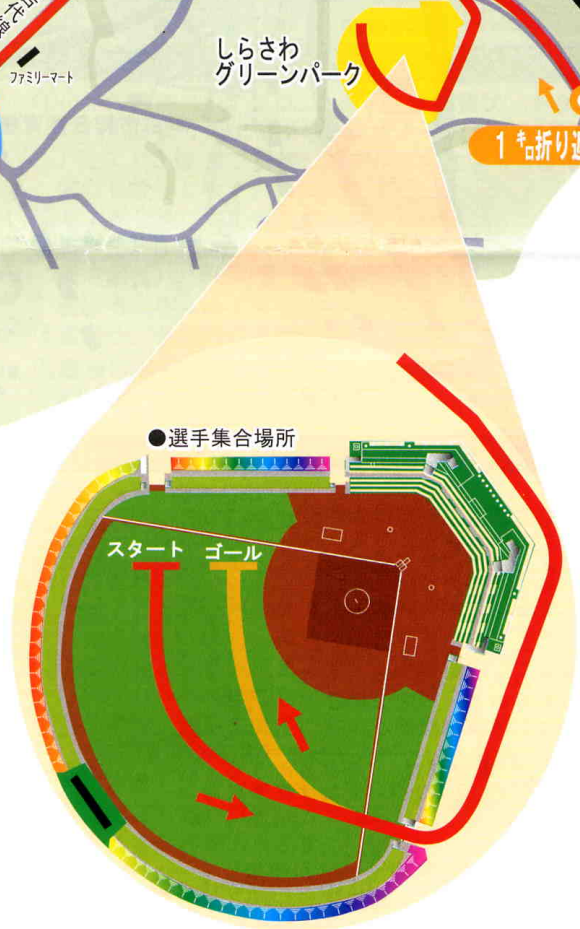 ファミリーマート
しらさわ
グリーンパーク
1㌔折り返
●選手集合場所
スタート ゴール